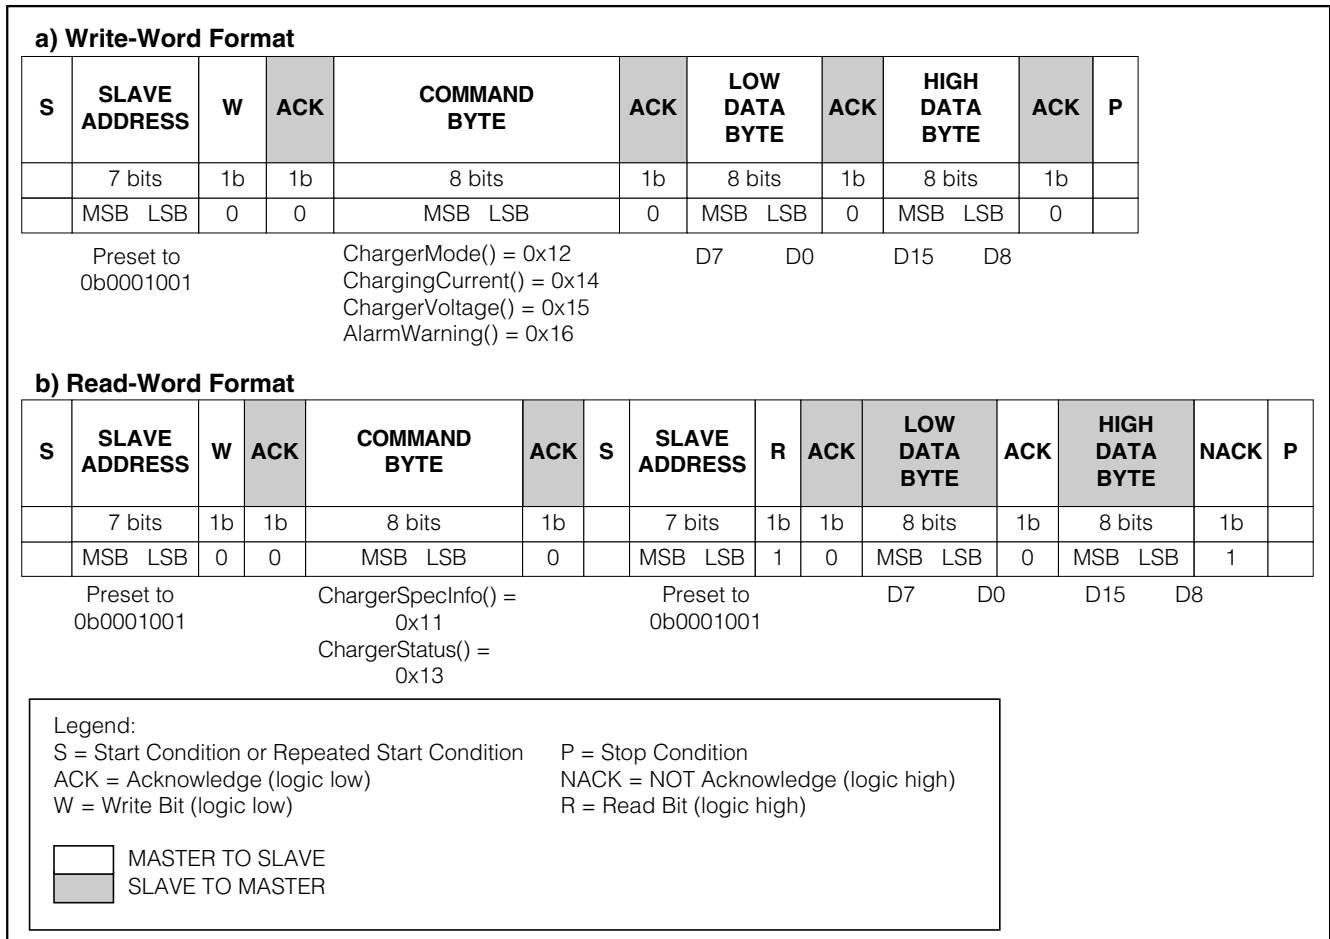 a) Write-Word Format
S SLAVE ADDRESS W ACK COMMAND BYTE ACK LOW DATA BYTE ACK HIGH DATA BYTE ACK P
7 bits 1b 1b 8 bits 1b 8 bits 1b 8 bits 1b
MSB LSB 0 0 MSB LSB 0 MSB LSB 0 MSB LSB 0
Preset to 0b0001001
ChargerMode() = 0x12
ChargingCurrent() = 0x14
ChargerVoltage() = 0x15
AlarmWarning() = 0x16
D7 D0 D15 D8
b) Read-Word Format
S SLAVE ADDRESS W ACK COMMAND BYTE ACK S SLAVE ADDRESS R ACK LOW DATA BYTE ACK HIGH DATA BYTE NACK P
7 bits 1b 1b 8 bits 1b 7 bits 1b 1b 8 bits 1b 8 bits 1b
MSB LSB 0 0 MSB LSB 0 MSB LSB 1 0 MSB LSB 0 MSB LSB 1
Preset to 0b0001001
ChargerSpecInfo() =
0x11
ChargerStatus() =
0x13
Preset to 0b0001001
D7 D0 D15 D8
Legend:
S = Start Condition or Repeated Start Condition P = Stop Condition
ACK = Acknowledge (logic low) NACK = NOT Acknowledge (logic high)
W = Write Bit (logic low) R = Read Bit (logic high)
MASTER TO SLAVE
SLAVE TO MASTER